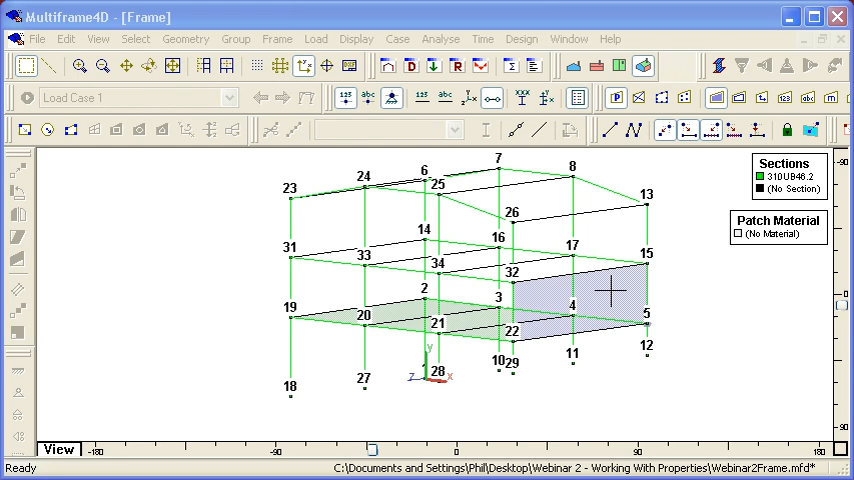 Multiframe4D - [Frame]
File Edit View Select Geometry Group Frame Load Display Case Analyse Time Design Window Help
Load Case 1
Sections
310UB46.2
(No Section)
Patch Material
(No Material)
7
24 6 8
23 25
13
26
14
31 16 17
33 34 15
32
2
19 3 4
20 21 5
22
12
10 29 11
28
18 27
y
z x
-90
0
90
View
-180 -90 0 90 180
Ready C:\Documents and Settings\Phil\Desktop\Webinar 2 - Working With Properties\Webinar2Frame.mfd*